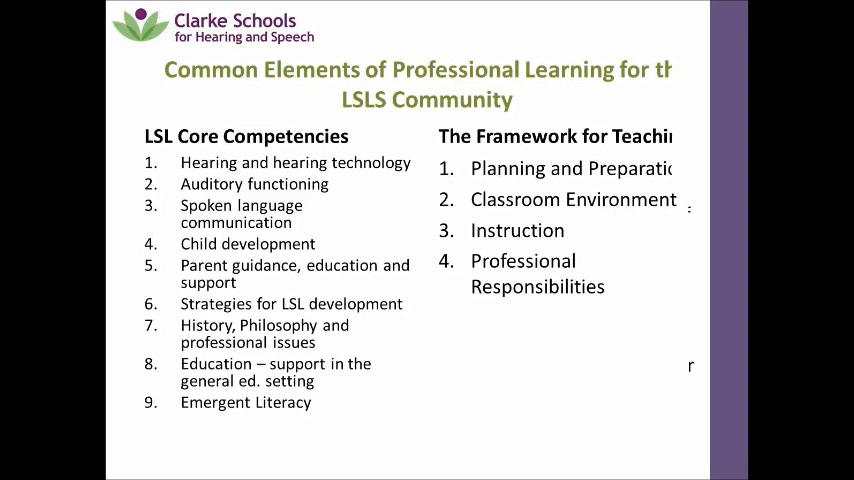 Clarke Schools
for Hearing and Speech
Common Elements of Professional Learning for th
LSLS Community
LSL Core Competencies
1. Hearing and hearing technology
2. Auditory functioning
3. Spoken language
communication
4. Child development
5. Parent guidance, education and
support
6. Strategies for LSL development
7. History, Philosophy and
professional issues
8. Education – support in the
general ed. setting
9. Emergent Literacy
The Framework for Teachin
1. Planning and Preparatio
2. Classroom Environment
3. Instruction
4. Professional
Responsibilities
r